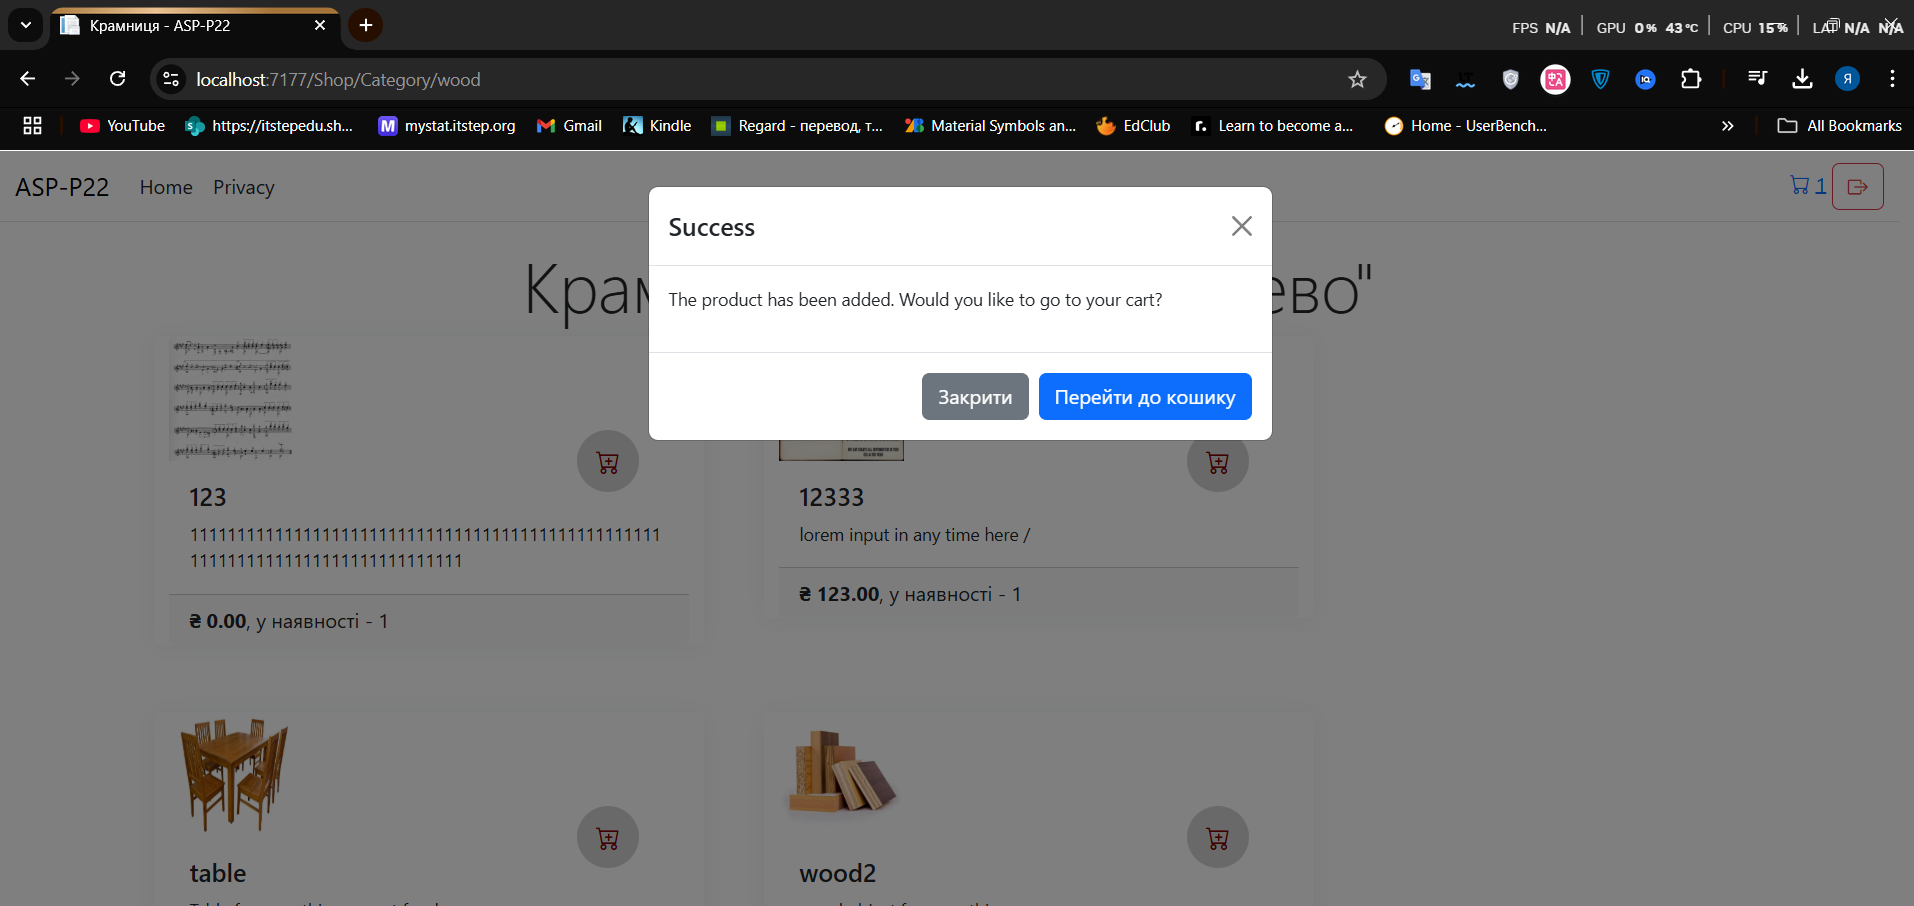 Крамниця - ASP-P22
FPS N/A GPU 0% 43°C CPU 15% LAT N/A N/A
localhost:7177/Shop/Category/wood
YouTube https://itstepedu.sh... mystat.itstep.org Gmail Kindle Regard - перевод, т... Material Symbols an... EdClub Learn to become a... Home - UserBench... All Bookmarks
ASP-P22 Home Privacy 1
Success
Крам ево"
The product has been added. Would you like to go to your cart?
Закрити Перейти до кошику
123
11111111111111111111111111111111111111111111111111
11111111111111111111111111111
₴ 0.00, у наявності - 1
12333
lorem input in any time here /
₴ 123.00, у наявності - 1
table
wood2